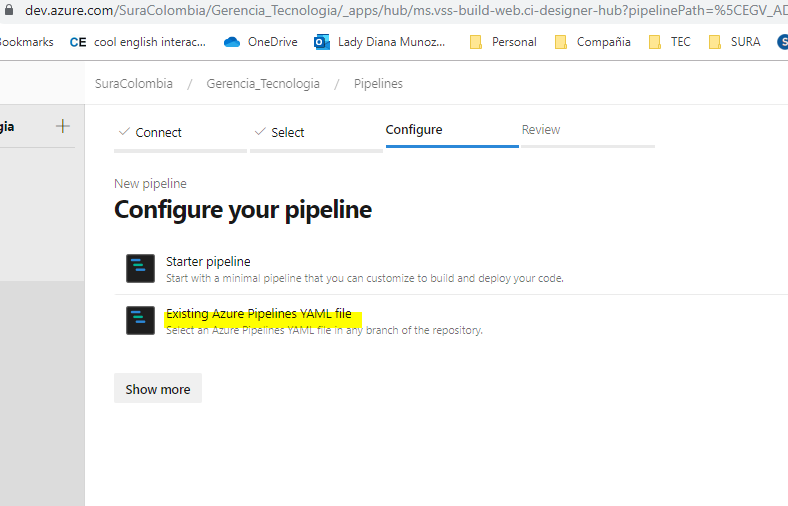 dev.azure.com/SuraColombia/Gerencia_Tecnologia/_apps/hub/ms.vss-build-web.ci-designer-hub?pipelinePath=%5CEGV_AD
Bookmarks CE cool english interac... OneDrive Lady Diana Munoz... Personal Compañia TEC SURA S
SuraColombia / Gerencia_Tecnologia / Pipelines
gia +
Connect Select Configure Review
New pipeline
Configure your pipeline
Starter pipeline
Start with a minimal pipeline that you can customize to build and deploy your code.
Existing Azure Pipelines YAML file
Select an Azure Pipelines YAML file in any branch of the repository.
Show more